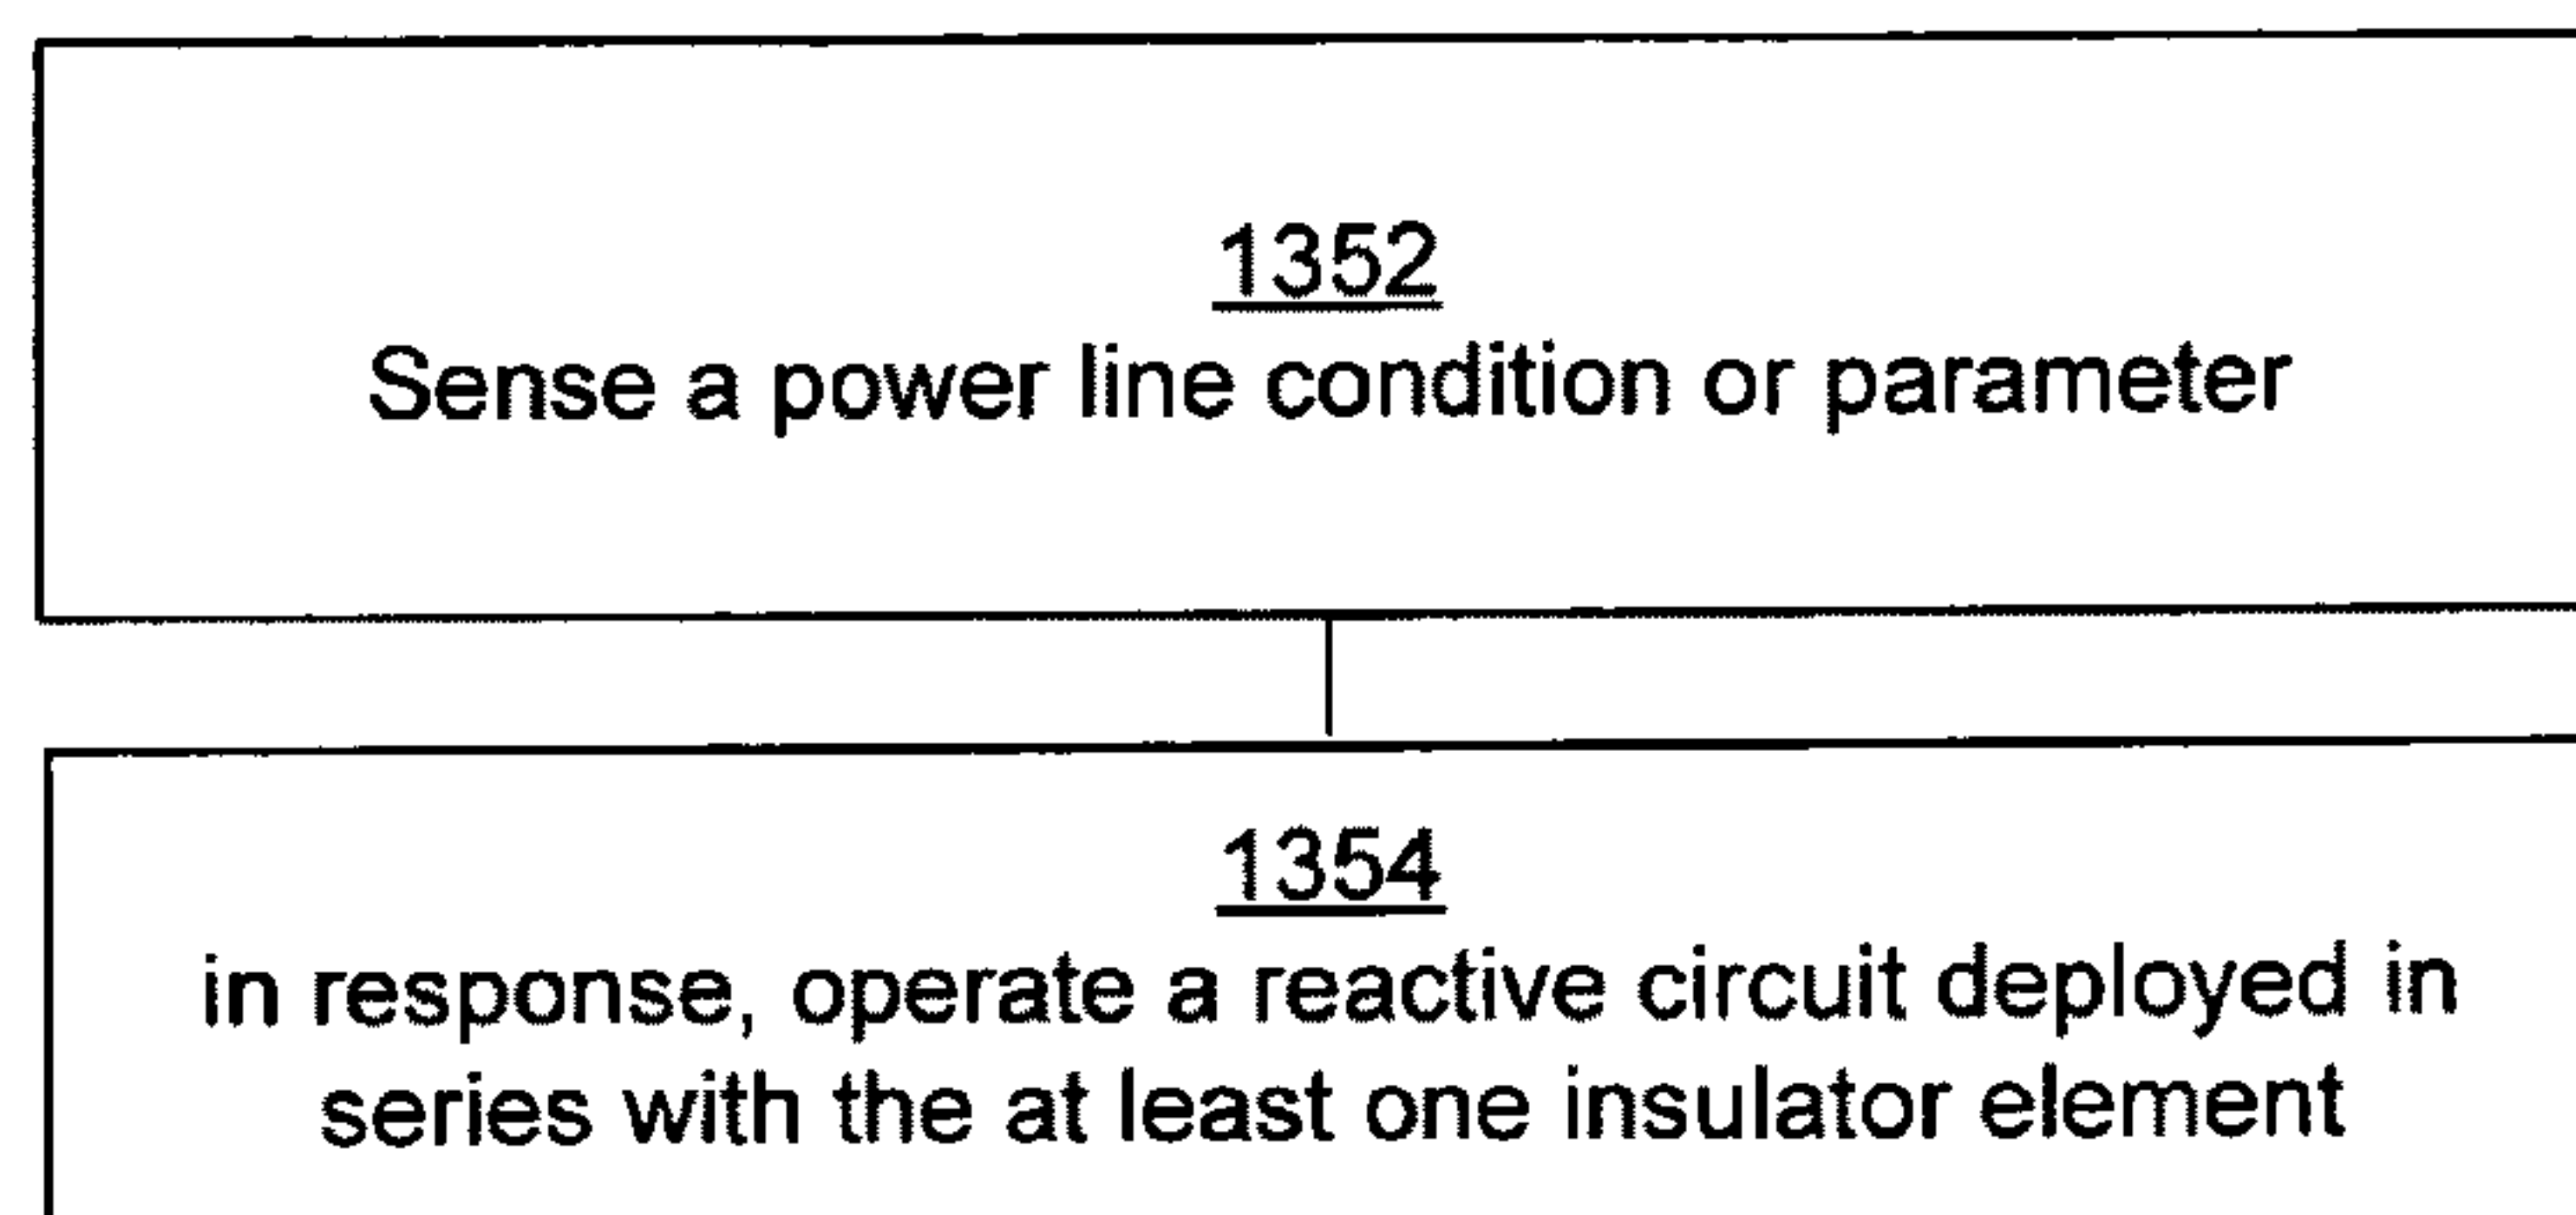 1352
Sense a power line condition or parameter
1354
in response, operate a reactive circuit deployed in
series with the at least one insulator element